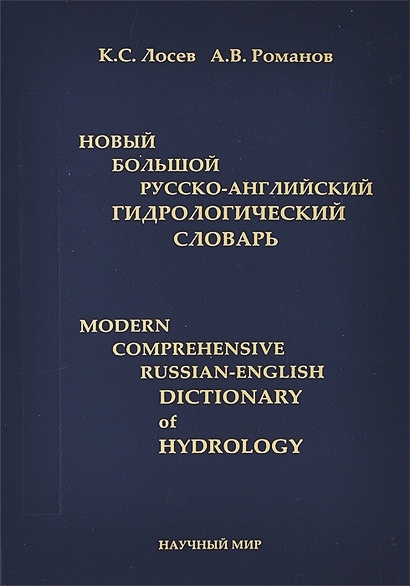 К.С. Лосев А.В. Романов
НОВЫЙ
БОЛЬШОЙ
РУССКО-АНГЛИЙСКИЙ
ГИДРОЛОГИЧЕСКИЙ
СЛОВАРЬ
MODERN
COMPREHENSIVE
RUSSIAN-ENGLISH
DICTIONARY
of
HYDROLOGY
НАУЧНЫЙ МИР